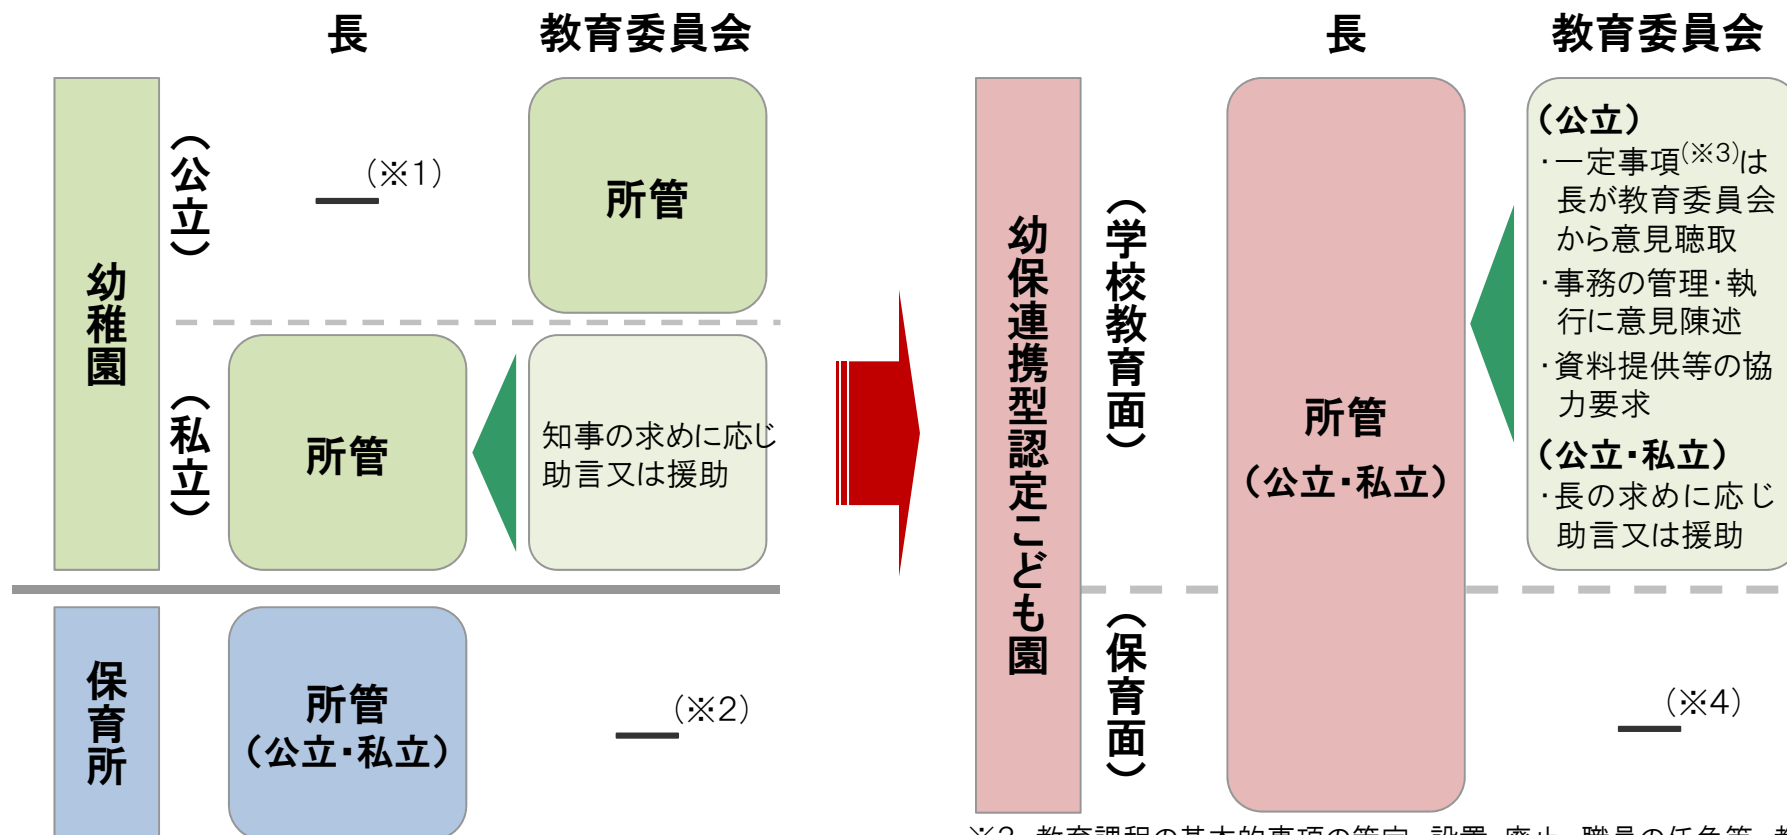 長
教育委員会
幼稚園
（公立）
―(※1)
所管
（私立）
所管
知事の求めに応じ
助言又は援助
保育所
所管
（公立・私立）
―(※2)
長
教育委員会
幼保連携型認定こども園
（学校教育面）
所管
（公立・私立）
（公立）
・一定事項(※3)は
長が教育委員会
から意見聴取
・事務の管理・執
行に意見陳述
・資料提供等の協
力要求
（公立・私立）
・長の求めに応じ
助言又は援助
（保育面）
―(※4)